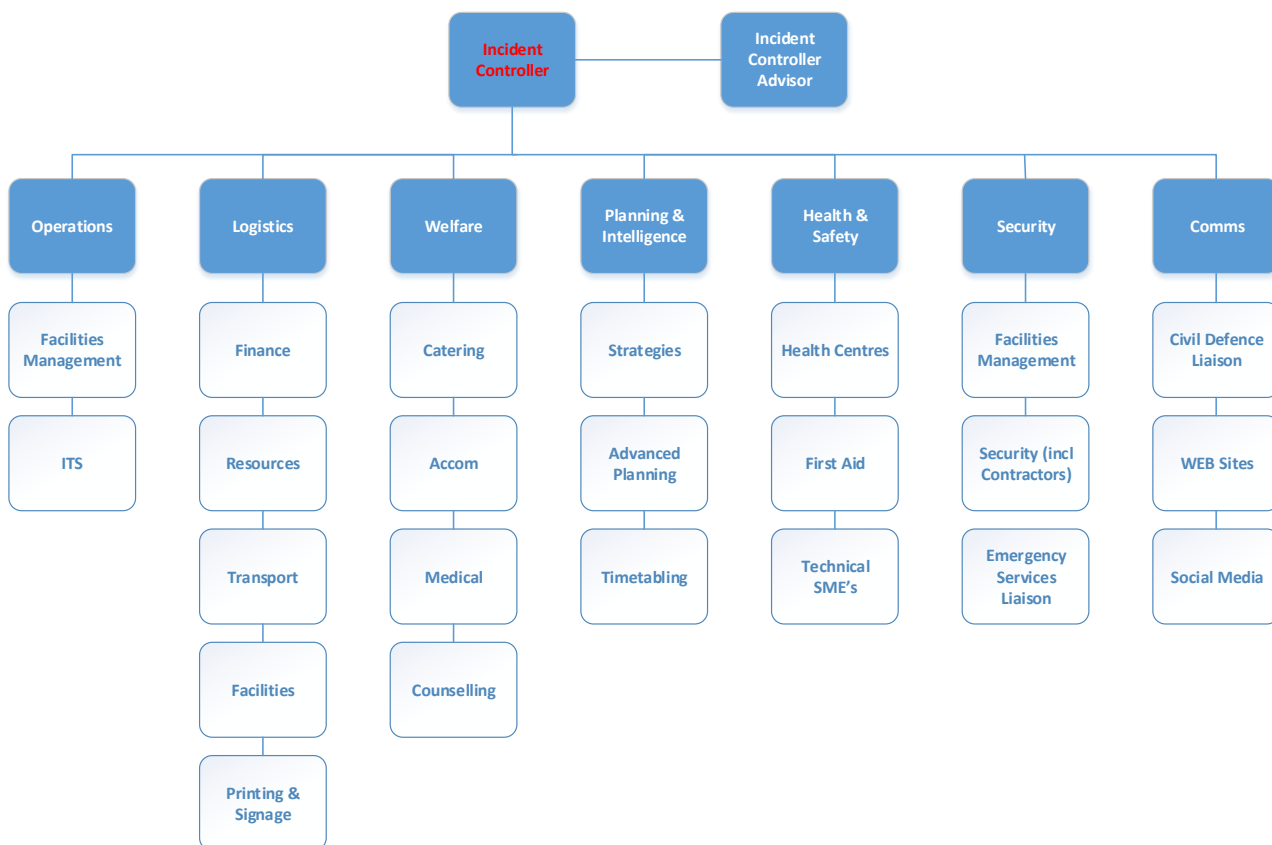 Incident
Controller
Incident
Controller
Advisor
Operations
Logistics
Welfare
Planning &
Intelligence
Health &
Safety
Security
Comms
Facilities
Management
Finance
Catering
Strategies
Health Centres
Facilities
Management
Civil Defence
Liaison
ITS
Resources
Accom
Advanced
Planning
First Aid
Security (incl
Contractors)
WEB Sites
Transport
Medical
Timetabling
Technical
SME’s
Emergency
Services
Liaison
Social Media
Facilities
Counselling
Printing &
Signage